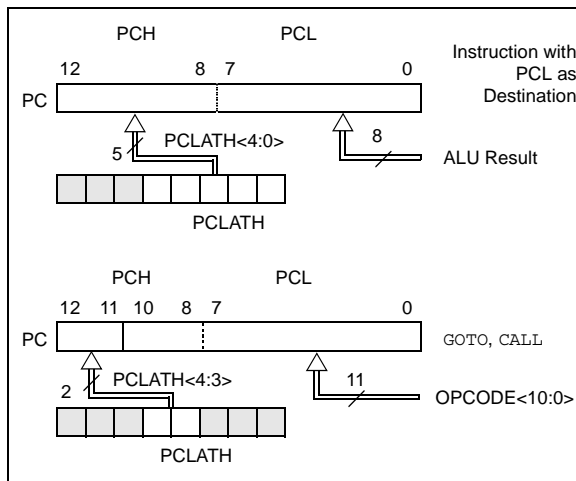 PCH PCL
12 8 7 0
Instruction with
PCL as
Destination
PC
5 PCLATH<4:0>
8
ALU Result
PCLATH
PCH PCL
12 11 10 8 7 0
PC
GOTO, CALL
2 PCLATH<4:3>
11
OPCODE<10:0>
PCLATH